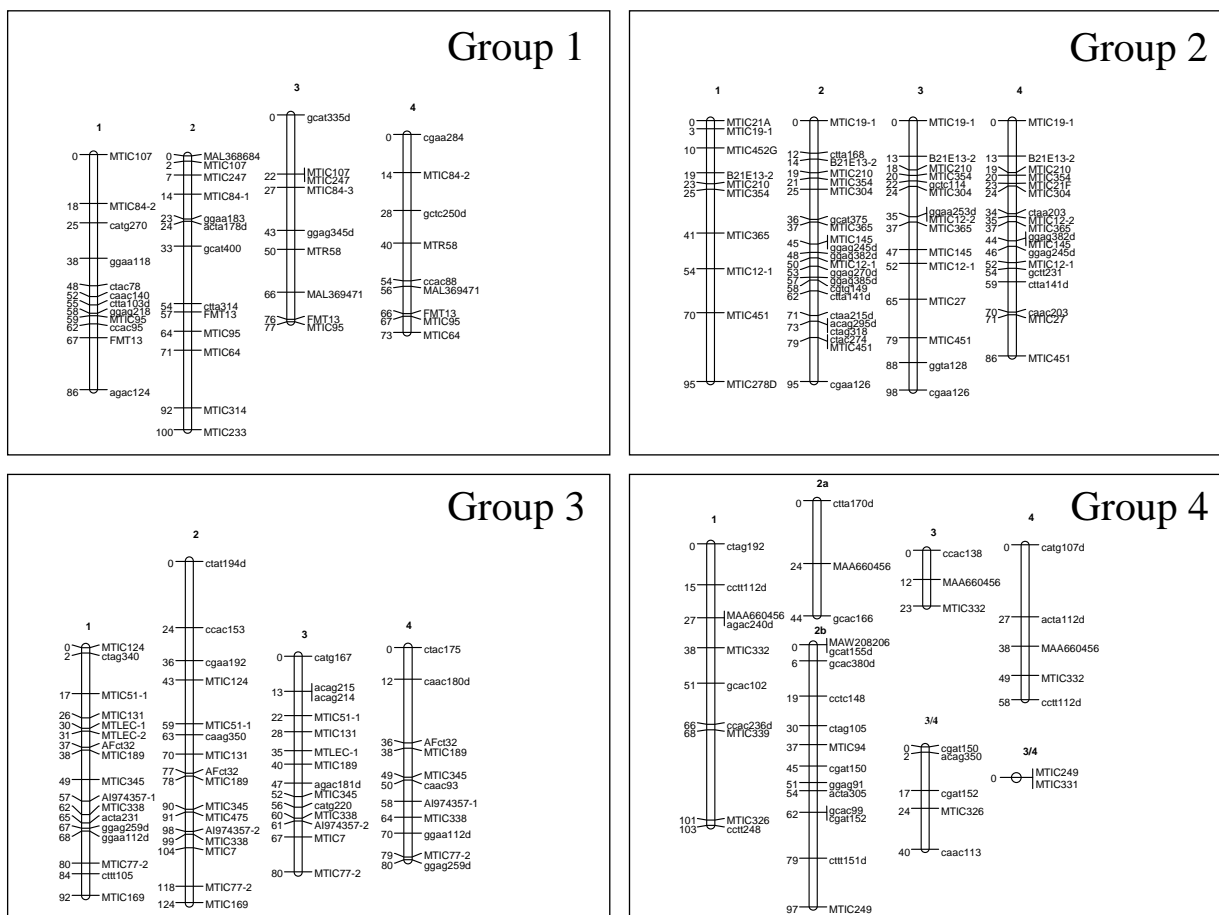 Group 1
1
0 MTIC107
18 MTIC84-2
25 catg270
38 ggaa118
48 ctac78
52 caac140
55 ctta103d
58 ggag218
59 MTIC95
62 ccac95
67 FMT13
86 agac124
2
0 MAL368684
2 MTIC107
7 MTIC247
14 MTIC84-1
23 ggaa183
24 acta178d
33 gcat400
54 ctta314
57 FMT13
64 MTIC95
71 MTIC64
92 MTIC314
100 MTIC233
3
0 gcat335d
22 MTIC107
MTIC247
27 MTIC84-3
43 ggag345d
50 MTR58
66 MAL369471
76 FMT13
77 MTIC95
4
0 cgaa284
14 MTIC84-2
28 gctc250d
40 MTR58
54 ccac88
56 MAL369471
66 FMT13
67 MTIC95
73 MTIC64
Group 2
1
0 MTIC21A
3 MTIC19-1
10 MTIC452G
19 B21E13-2
23 MTIC210
25 MTIC354
41 MTIC365
54 MTIC12-1
70 MTIC451
95 MTIC278D
2
0 MTIC19-1
12 ctta168
14 B21E13-2
19 MTIC210
21 MTIC354
25 MTIC304
36 gcat375
37 MTIC365
45 MTIC145
ggag245d
48 ggag382d
50 MTIC12-1
53 ggag270d
57 ggag385d
58 cgtg149
62 ctta141d
71 ctaa215d
73 acag295d
ctag318
79 ctac274
MTIC451
95 cgaa126
3
0 MTIC19-1
13 B21E13-2
18 MTIC210
20 MTIC354
22 gctc114
24 MTIC304
35 ggaa253d
MTIC12-2
37 MTIC365
47 MTIC145
52 MTIC12-1
65 MTIC27
79 MTIC451
88 ggta128
98 cgaa126
4
0 MTIC19-1
13 B21E13-2
19 MTIC210
20 MTIC354
23 MTIC21F
24 MTIC304
34 ctaa203
35 MTIC12-2
37 MTIC365
44 ggag382d
MTIC145
46 ggag245d
52 MTIC12-1
54 gctt231
59 ctta141d
70 caac203
71 MTIC27
86 MTIC451
Group 3
1
0 MTIC124
2 ctag340
17 MTIC51-1
26 MTIC131
30 MTLEC-1
31 MTLEC-2
37 AFct32
38 MTIC189
49 MTIC345
57 AI974357-1
62 MTIC338
65 acta231
67 ggag259d
68 ggaa112d
80 MTIC77-2
84 cttt105
92 MTIC169
2
0 ctat194d
24 ccac153
36 cgaa192
43 MTIC124
59 MTIC51-1
63 caag350
70 MTIC131
77 AFct32
78 MTIC189
90 MTIC345
91 MTIC475
98 AI974357-2
99 MTIC338
104 MTIC7
118 MTIC77-2
124 MTIC169
3
0 catg167
13 acag215
acag214
22 MTIC51-1
28 MTIC131
35 MTLEC-1
40 MTIC189
47 agac181d
52 MTIC345
56 catg220
60 MTIC338
61 AI974357-2
67 MTIC7
80 MTIC77-2
4
0 ctac175
12 caac180d
36 AFct32
38 MTIC189
49 MTIC345
50 caac93
58 AI974357-1
64 MTIC338
70 ggaa112d
79 MTIC77-2
80 ggag259d
Group 4
1
0 ctag192
15 cctt112d
27 MAA660456
agac240d
38 MTIC332
51 gcac102
66 ccac236d
68 MTIC339
101 MTIC326
103 cctt248
2a
0 ctta170d
24 MAA660456
44 gcac166
2b
0 MAW208206
gcat155d
6 gcac380d
19 cctc148
30 ctag105
37 MTIC94
45 cgat150
51 ggag91
54 acta305
62 gcac99
cgat152
79 cttt151d
97 MTIC249
3
0 ccac138
12 MAA660456
23 MTIC332
3/4
0 cgat150
2 acag350
17 cgat152
24 MTIC326
40 caac113
4
0 catg107d
27 acta112d
38 MAA660456
49 MTIC332
58 cctt112d
3/4
0 MTIC249
MTIC331